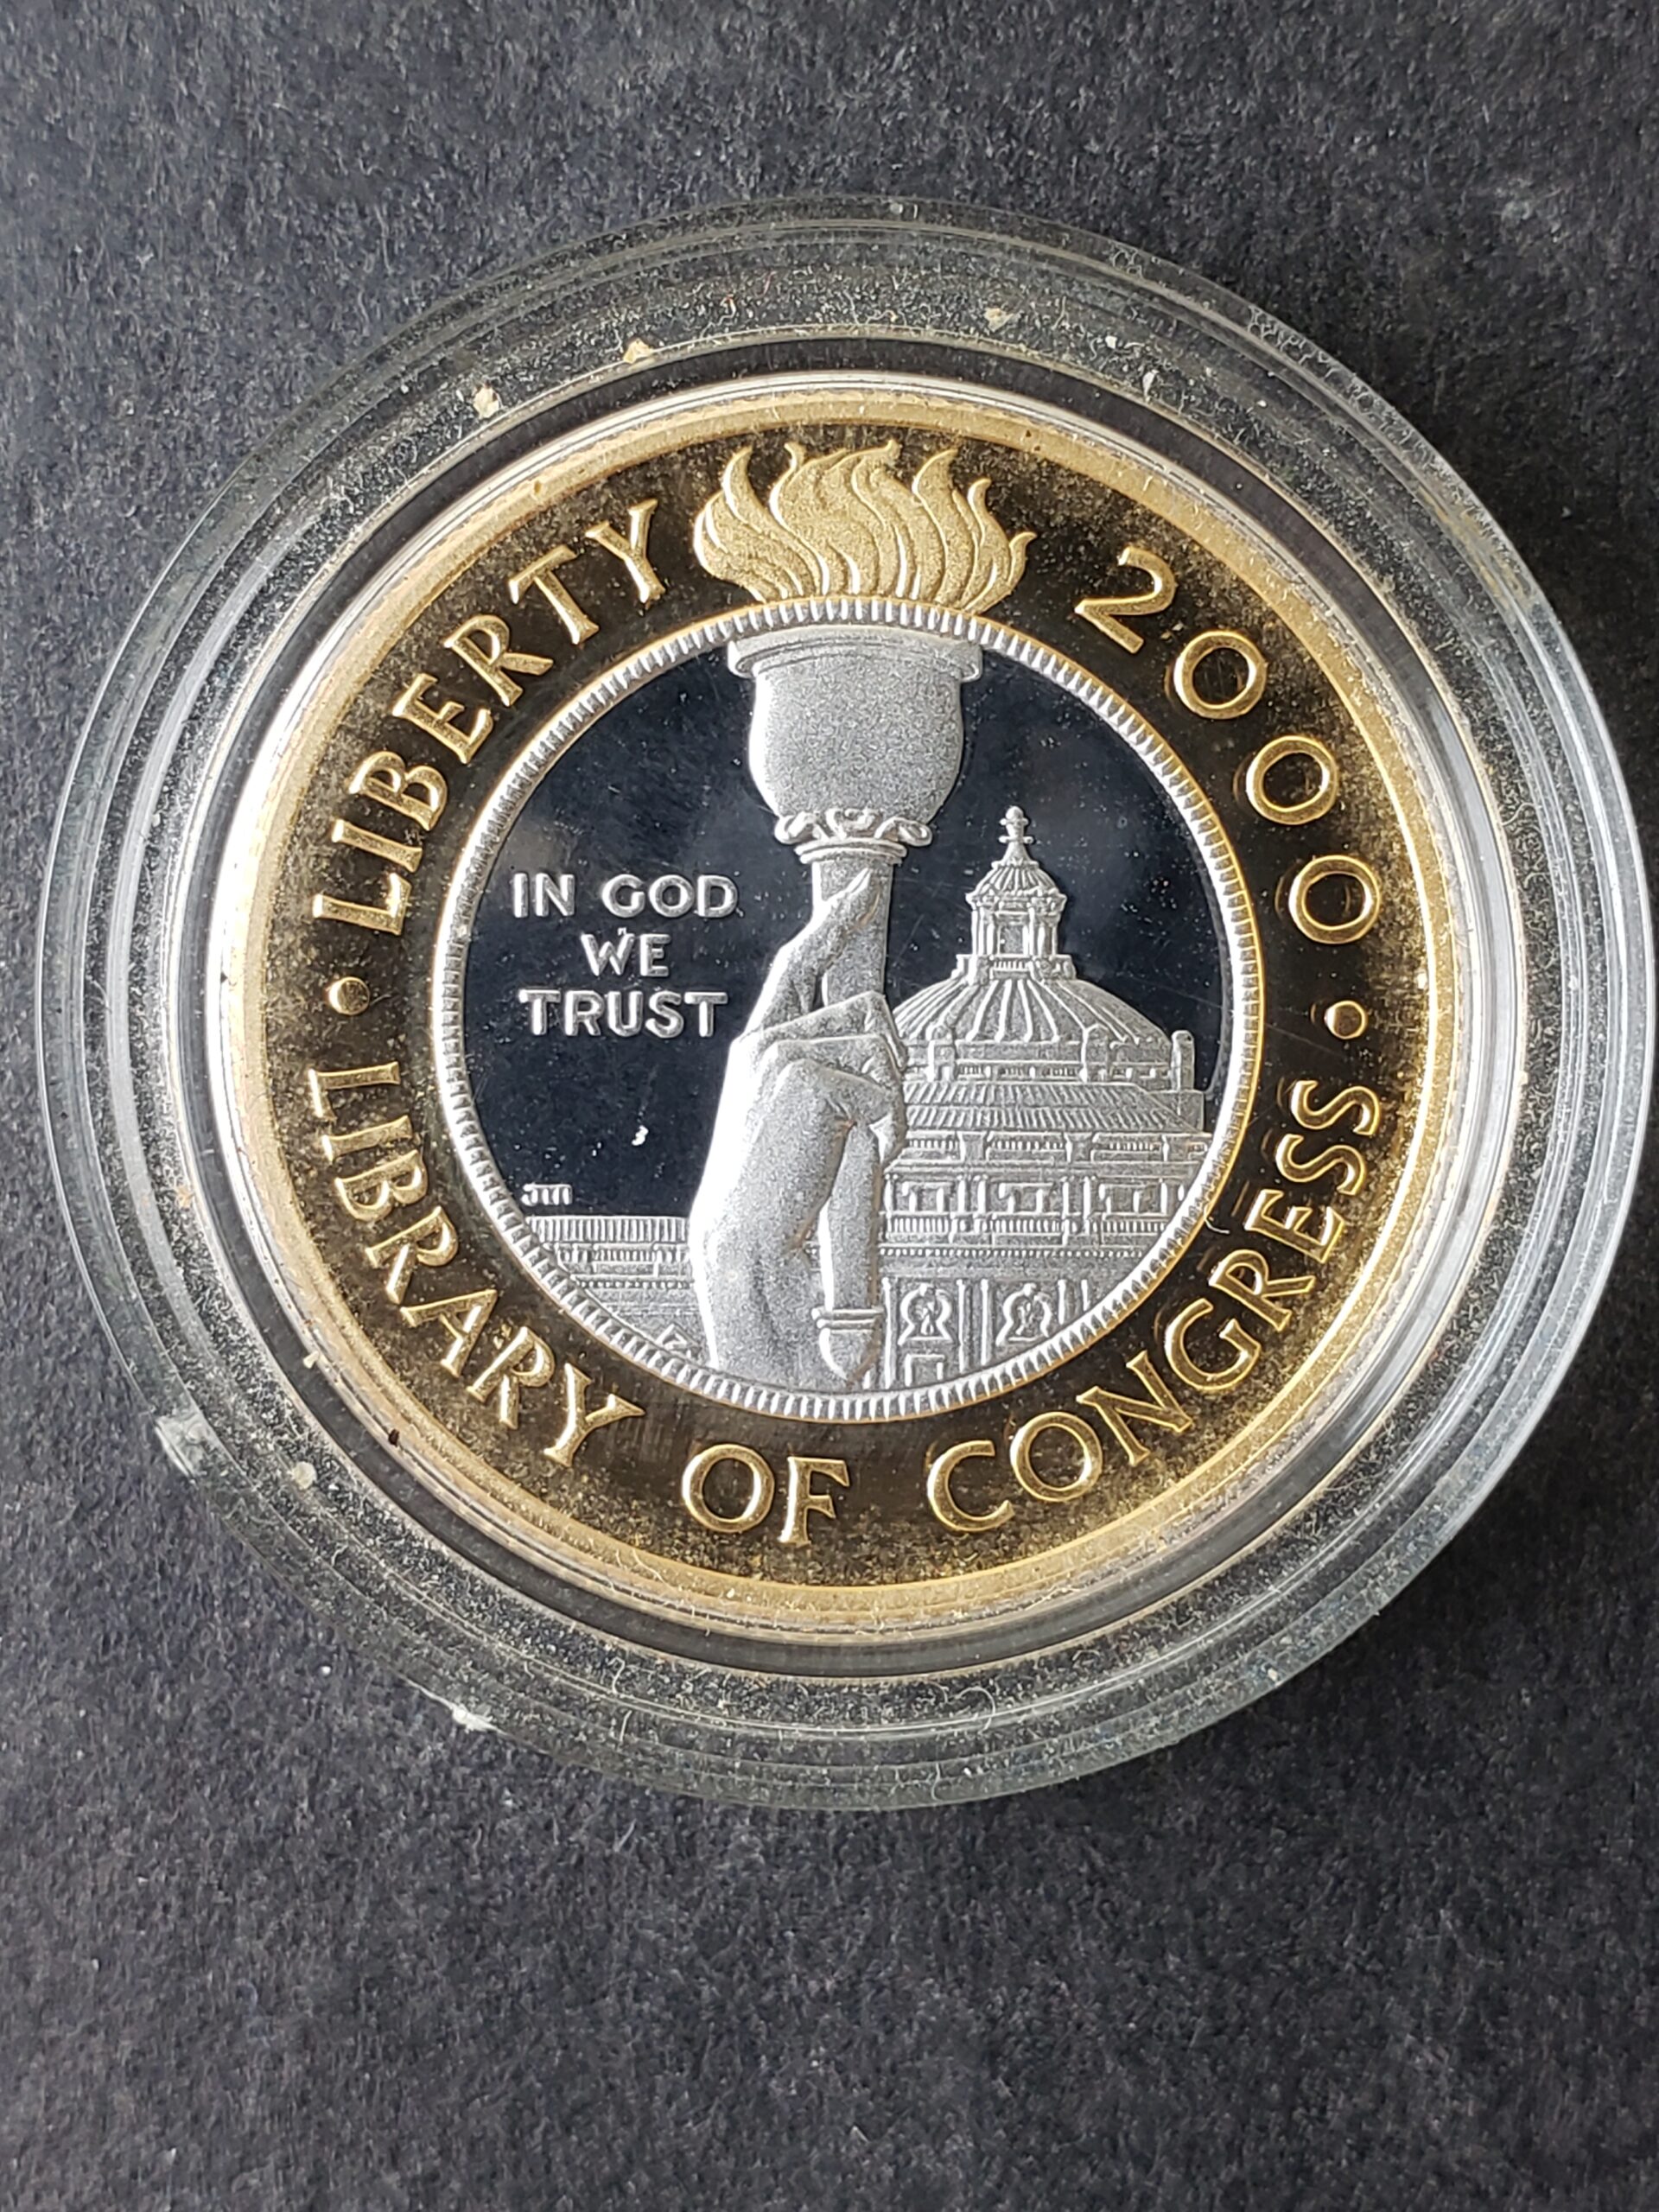 LIBERTY 2000
IN GOD
WE
TRUST
JM
LIBRARY OF CONGRESS